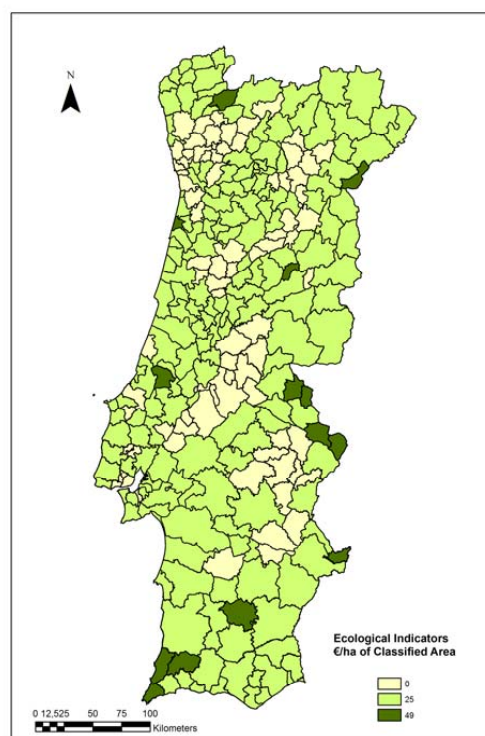 N
Ecological Indicators
€/ha of Classified Area
0
25
49
0 12,525 50 75 100
Kilometers